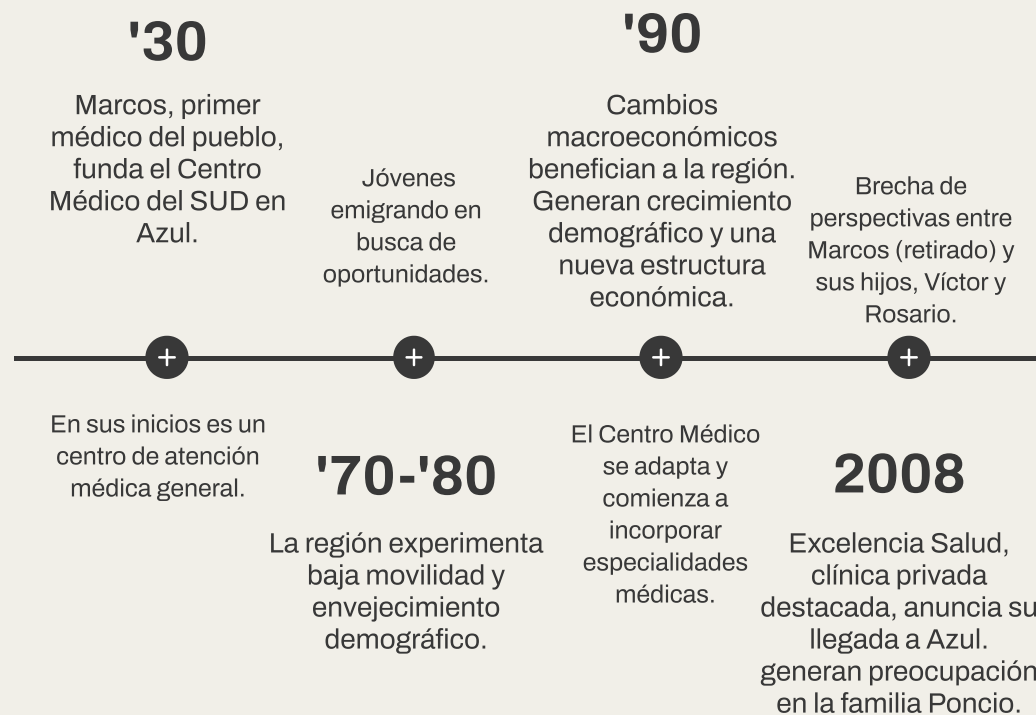 '30
Marcos, primer
médico del pueblo,
funda el Centro
Médico del SUD en
Azul.
En sus inicios es un
centro de atención
médica general.
Jóvenes
emigrando en
busca de
oportunidades.
'70-'80
La región experimenta
baja movilidad y
envejecimiento
demográfico.
'90
Cambios
macroeconómicos
benefician a la región.
Generan crecimiento
demográfico y una
nueva estructura
económica.
El Centro Médico
se adapta y
comienza a
incorporar
especialidades
médicas.
Brecha de
perspectivas entre
Marcos (retirado) y
sus hijos, Víctor y
Rosario.
2008
Excelencia Salud,
clínica privada
destacada, anuncia su
llegada a Azul.
generan preocupación
en la familia Poncio.